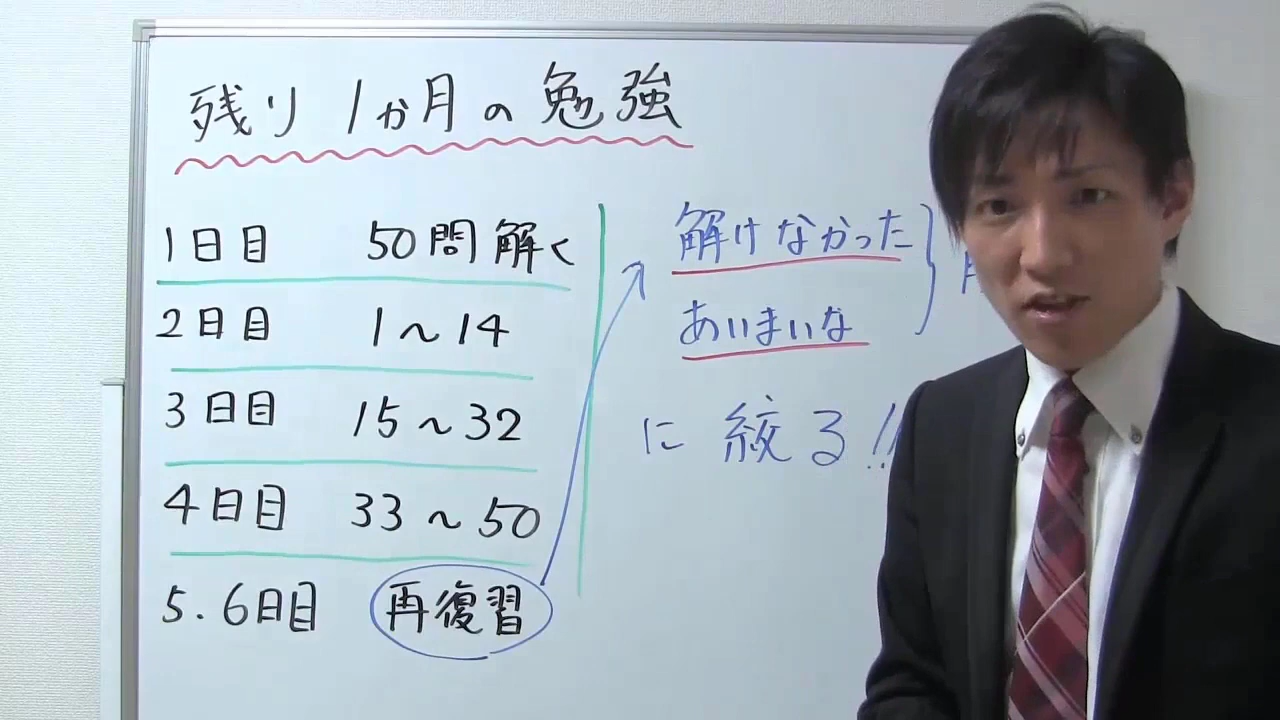 残り1か月の勉強
1日目 50問解く
2日目 1~14
3日目 15~32
4日目 33~50
5.6日目 再復習
解けなかった
あいまいな
に絞る!!